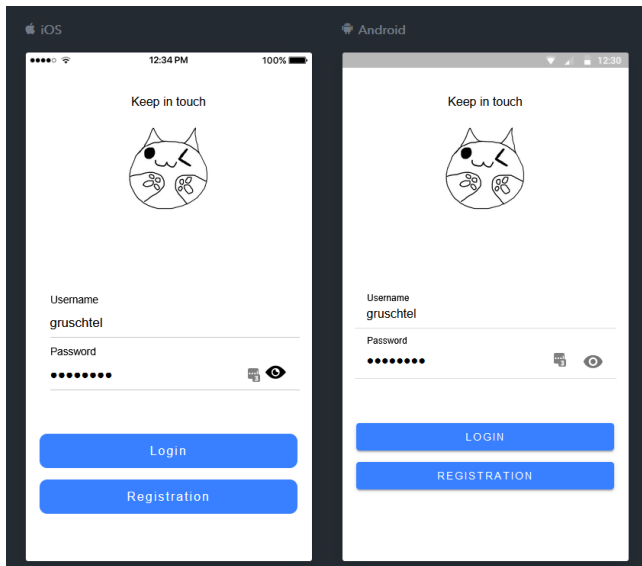 iOS
12:34 PM
100%
Keep in touch
Username
gruschtel
Password
••••••••
Login
Registration
Android
12:30
Keep in touch
Username
gruschtel
Password
••••••••
LOGIN
REGISTRATION